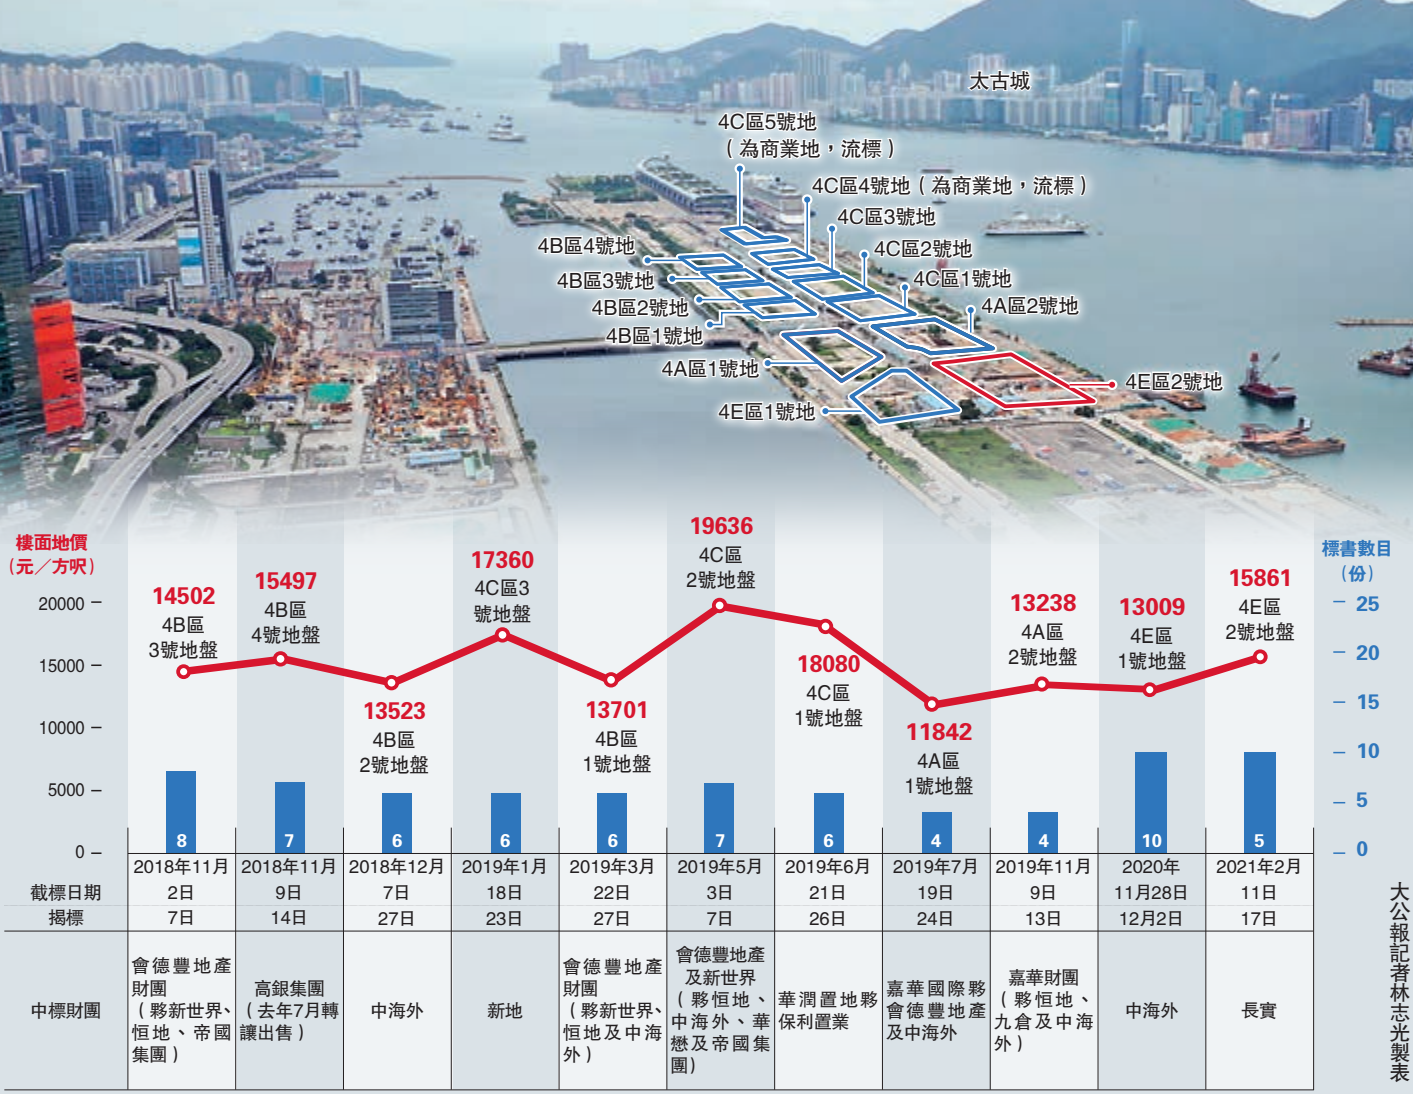 太古城
4C區5號地
（為商業地，流標）
4C區4號地（為商業地，流標）
4C區3號地
4B區4號地
4C區2號地
4B區3號地
4C區1號地
4B區2號地
4A區2號地
4B區1號地
4A區1號地
4E區2號地
4E區1號地
樓面地價
（元／方呎）
標書數目
（份）
20000
15000
10000
5000
0
25
20
15
10
5
0
14502
4B區
3號地盤
15497
4B區
4號地盤
13523
4B區
2號地盤
17360
4C區3
號地盤
13701
4B區
1號地盤
19636
4C區
2號地盤
18080
4C區
1號地盤
11842
4A區
1號地盤
13238
4A區
2號地盤
13009
4E區
1號地盤
15861
4E區
2號地盤
8 7 6 6 6 7 6 4 4 10 5
2018年11月 2018年11月 2018年12月 2019年1月 2019年3月 2019年5月 2019年6月 2019年7月 2019年11月 2020年 2021年2月
截標日期 2日 9日 7日 18日 22日 3日 21日 19日 9日 11月28日 11日
揭標 7日 14日 27日 23日 27日 7日 26日 24日 13日 12月2日 17日
中標財團
會德豐地產
財團
（夥新世界、
恒地、帝國
集團）
高銀集團
（去年7月轉
讓出售）
中海外
新地
會德豐地產
財團
（夥新世界、
恒地及中海
外）
會德豐地產
及新世界
（夥恒地、
中海外、華
懋及帝國集
團）
華潤置地夥
保利置業
嘉華國際夥
會德豐地產
及中海外
嘉華財團
（夥恒地、
九倉及中海
外）
中海外
長實
大公報記者林志光製表